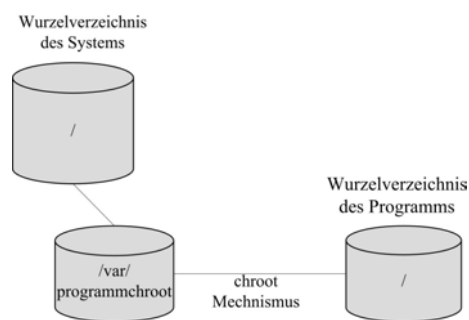 Wurzelverzeichnis
des Systems
/
/var/
programmchroot
chroot
Mechnismus
Wurzelverzeichnis
des Programms
/